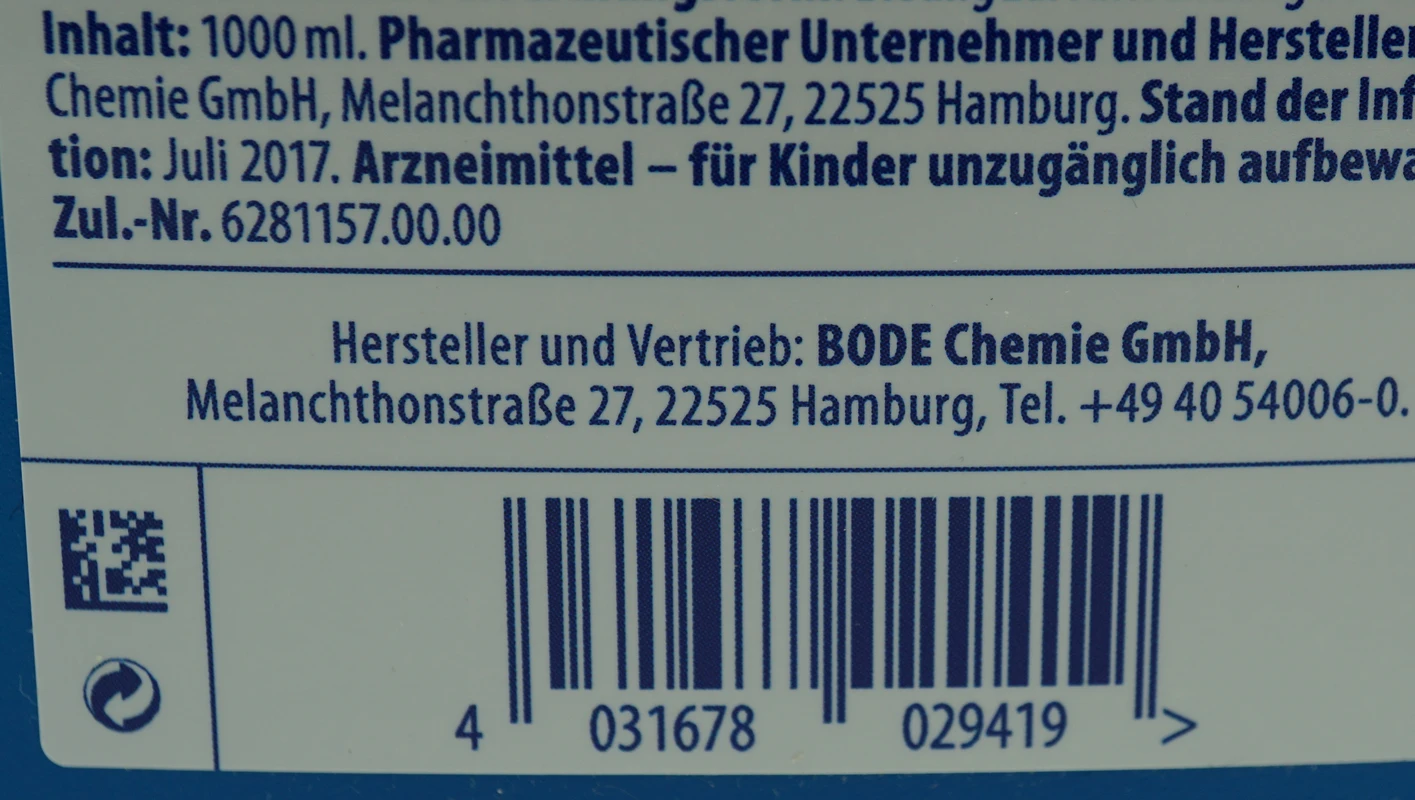 Inhalt: 1000 ml. Pharmazeutischer Unternehmer und Hersteller
Chemie GmbH, Melanchthonstraße 27, 22525 Hamburg. Stand der Inf
tion: Juli 2017. Arzneimittel – für Kinder unzugänglich aufbewa
Zul.-Nr. 6281157.00.00
Hersteller und Vertrieb: BODE Chemie GmbH,
Melanchthonstraße 27, 22525 Hamburg, Tel. +49 40 54006-0.
4 031678 029419 >